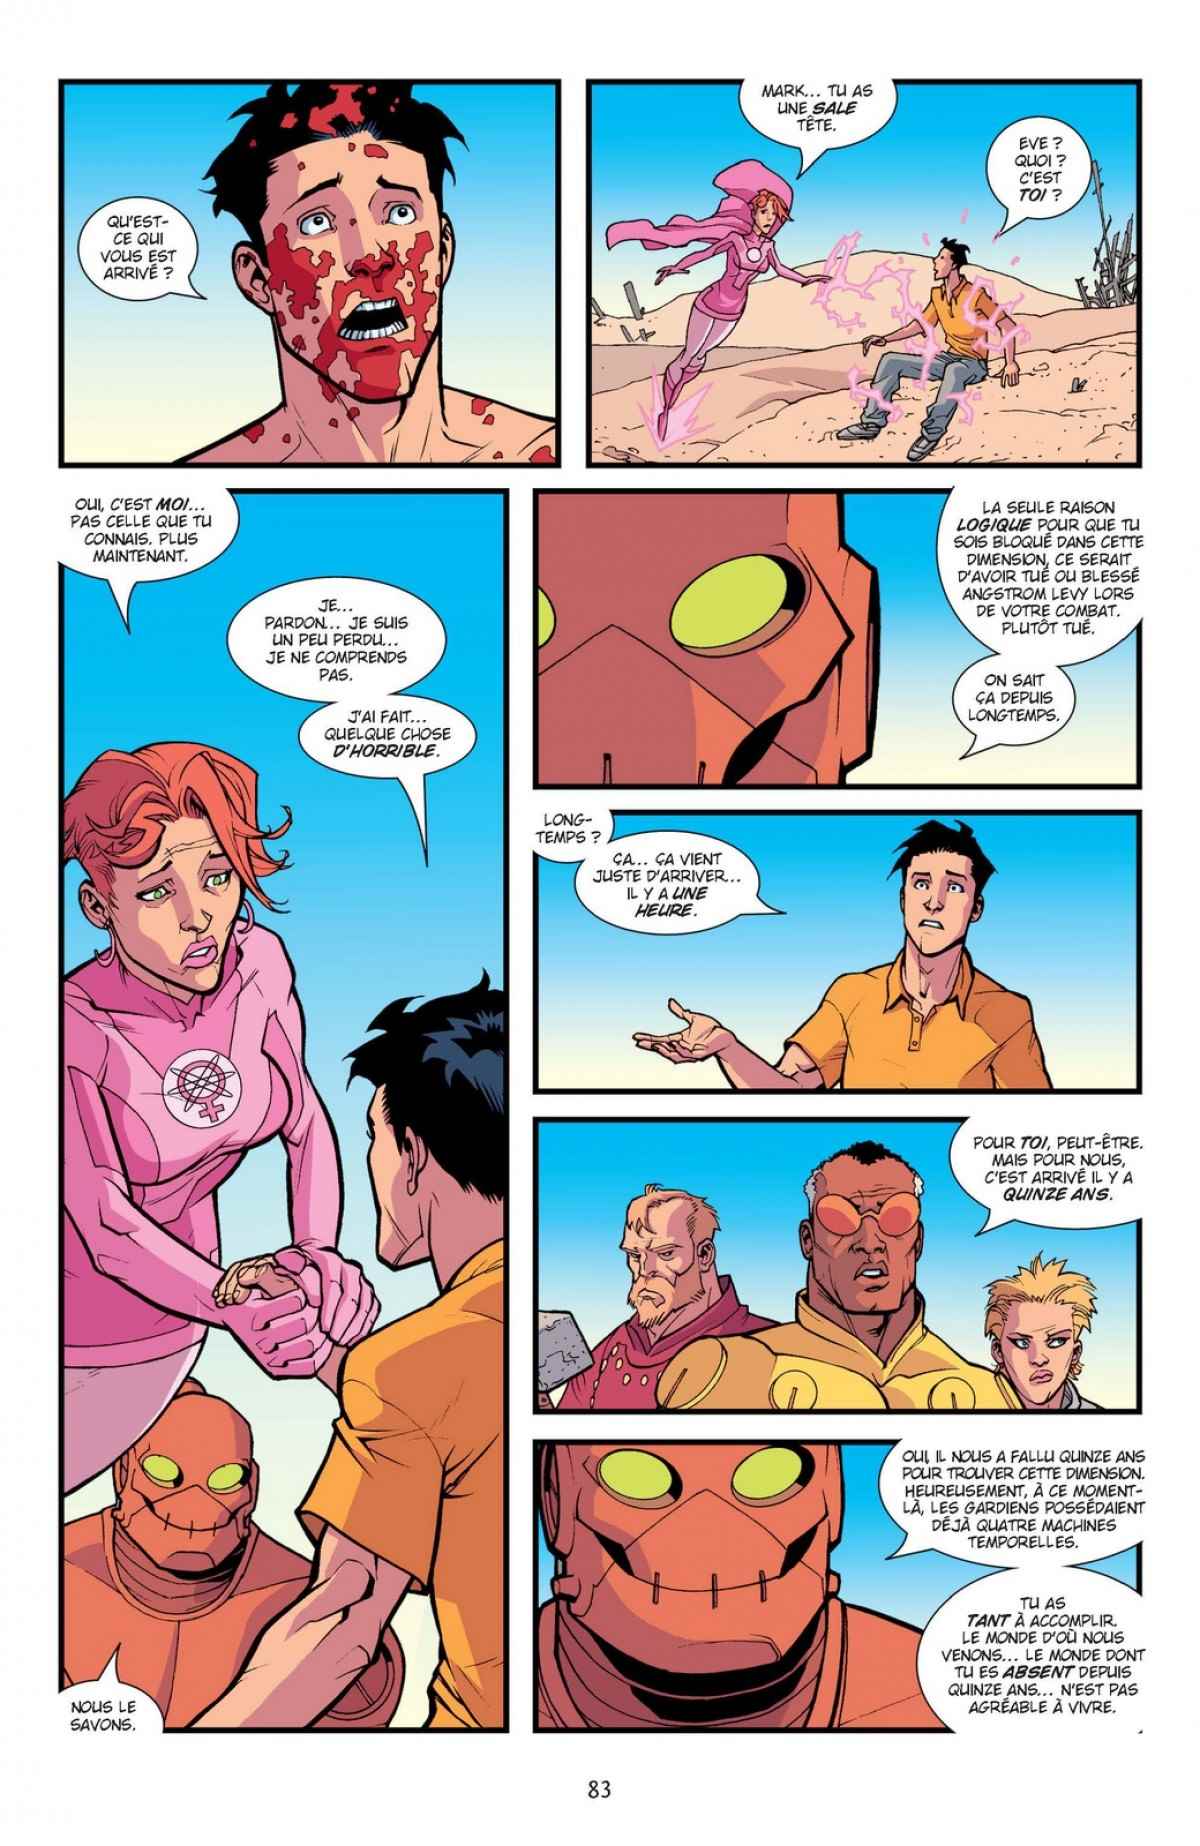 QU'EST-
CE QUI
VOUS EST
ARRIVÉ ?
MARK... TU AS
UNE SALE
TÊTE.
EVE ?
QUOI ?
C'EST
TOI ?
OUI, C'EST MOI...
PAS CELLE QUE TU
CONNAIS. PLUS
MAINTENANT.
JE...
PARDON... JE SUIS
UN PEU PERDU...
JE NE COMPRENDS
PAS.
J'AI FAIT...
QUELQUE CHOSE
D'HORRIBLE.
NOUS LE
SAVONS.
LA SEULE RAISON
LOGIQUE POUR QUE TU
SOIS BLOQUÉ DANS CETTE
DIMENSION, CE SERAIT
D'AVOIR TUÉ OU BLESSÉ
ANGSTROM LEVY LORS
DE VOTRE COMBAT.
PLUTÔT TUÉ.
ON SAIT
ÇA DEPUIS
LONGTEMPS.
LONG-
TEMPS ?
ÇA... ÇA VIENT
JUSTE D'ARRIVER...
IL Y A UNE
HEURE.
POUR TOI, PEUT-ÊTRE.
MAIS POUR NOUS,
C'EST ARRIVÉ IL Y A
QUINZE ANS.
OUI, IL NOUS A FALLU QUINZE ANS
POUR TROUVER CETTE DIMENSION.
HEUREUSEMENT, À CE MOMENT-
LÀ, LES GARDIENS POSSÉDAIENT
DÉJÀ QUATRE MACHINES
TEMPORELLES.
TU AS
TANT À ACCOMPLIR.
LE MONDE D'OÙ NOUS
VENONS... LE MONDE DONT
TU ES ABSENT DEPUIS
QUINZE ANS... N'EST PAS
AGRÉABLE À VIVRE.
83